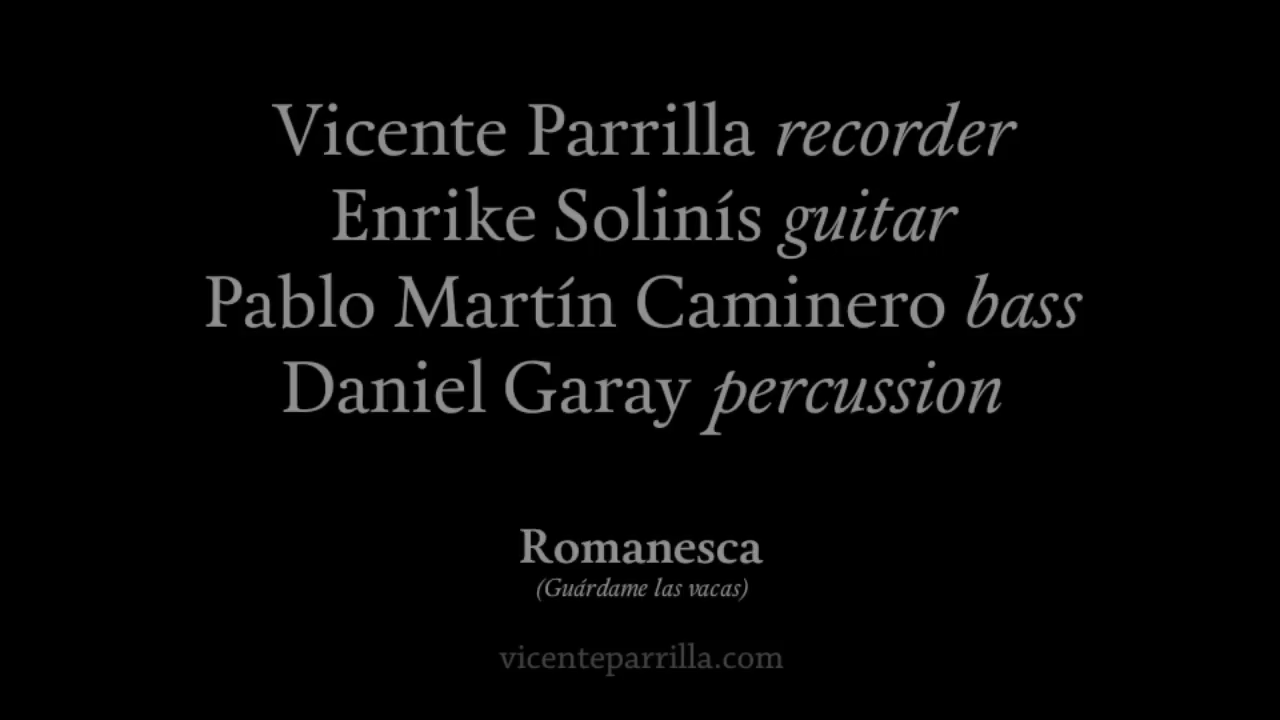 Vicente Parrilla recorder
Enrike Solinís guitar
Pablo Martín Caminero bass
Daniel Garay percussion
Romanesca
(Guárdame las vacas)
vicenteparrilla.com